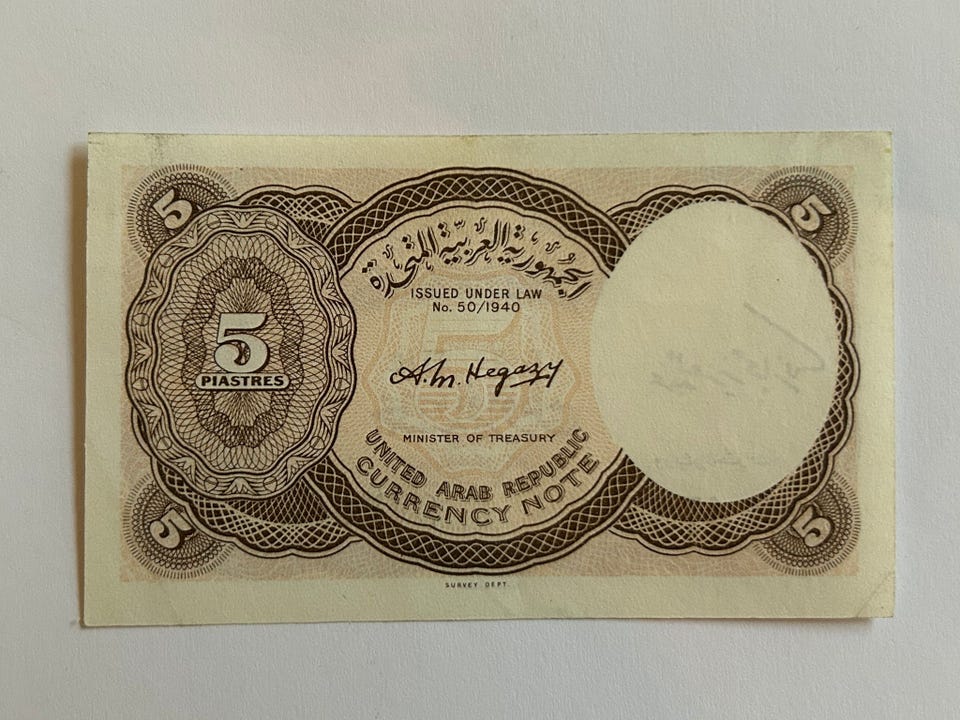 5 5
الجمهورية العربية المتحدة
ISSUED UNDER LAW
No. 50/1940
5
PIASTRES
A.M. Hegazy
5
MINISTER OF TREASURY
UNITED ARAB REPUBLIC
CURRENCY NOTE
5 5
SURVEY DEPT.